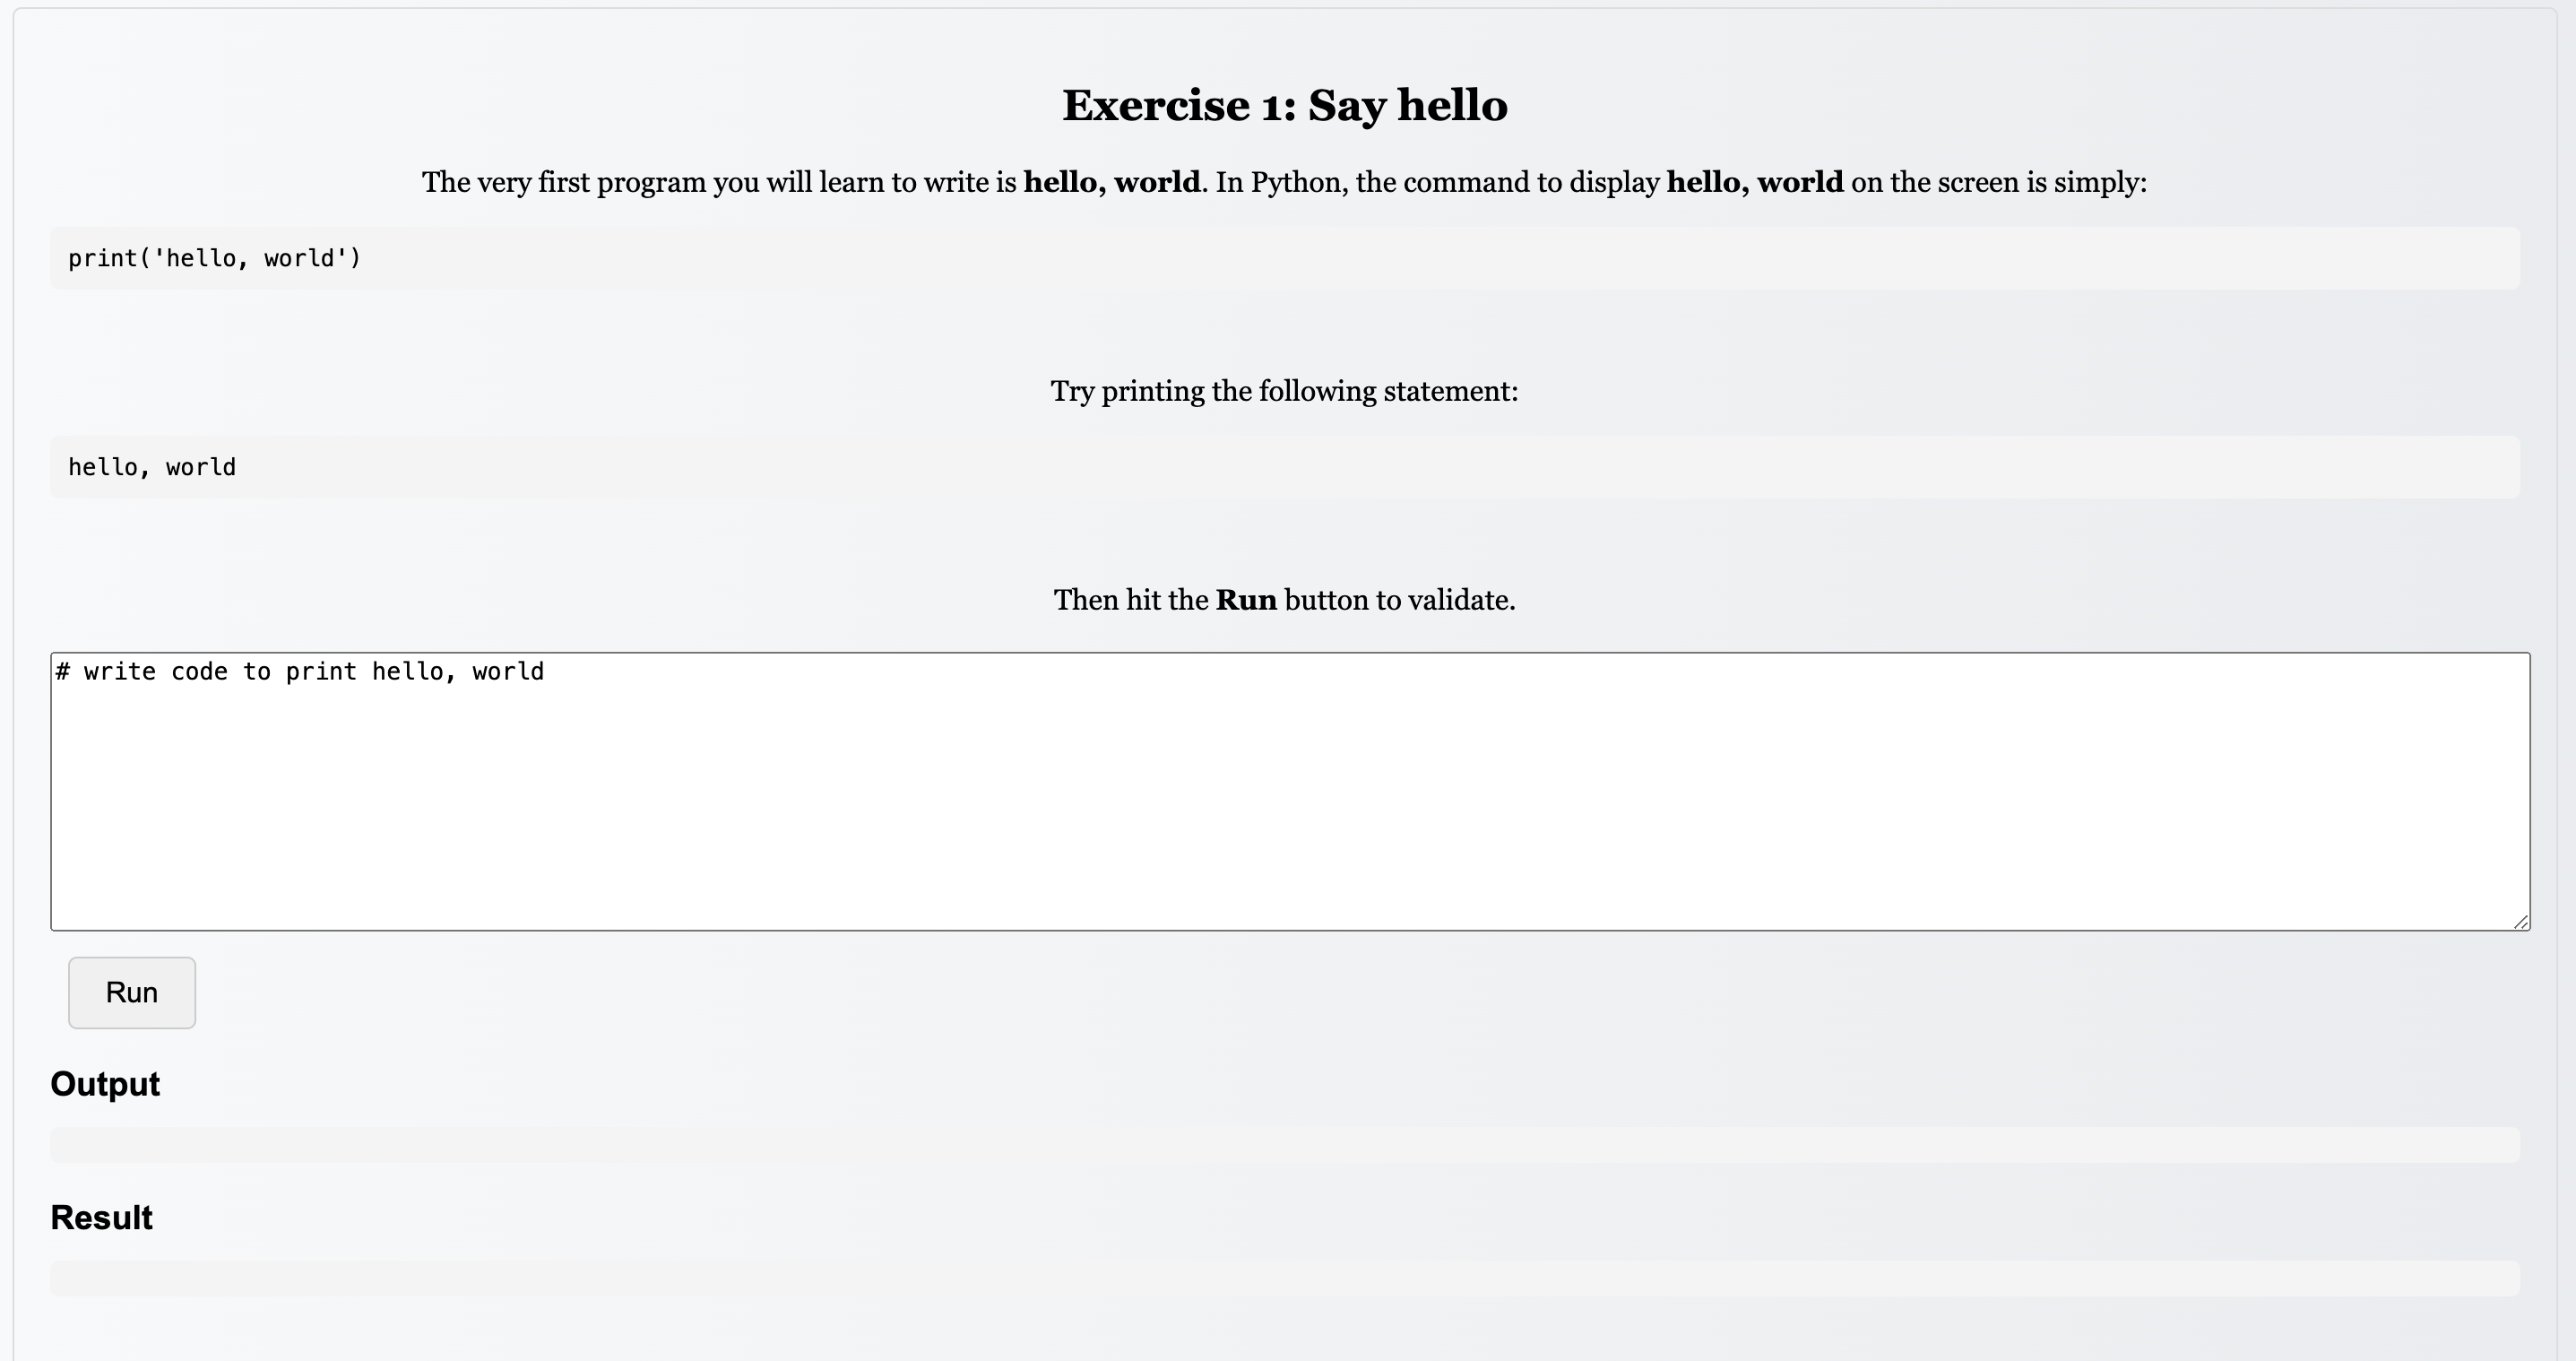 Exercise 1: Say hello
The very first program you will learn to write is hello, world. In Python, the command to display hello, world on the screen is simply:
print('hello, world')
Try printing the following statement:
hello, world
Then hit the Run button to validate.
# write code to print hello, world
Run
Output
Result